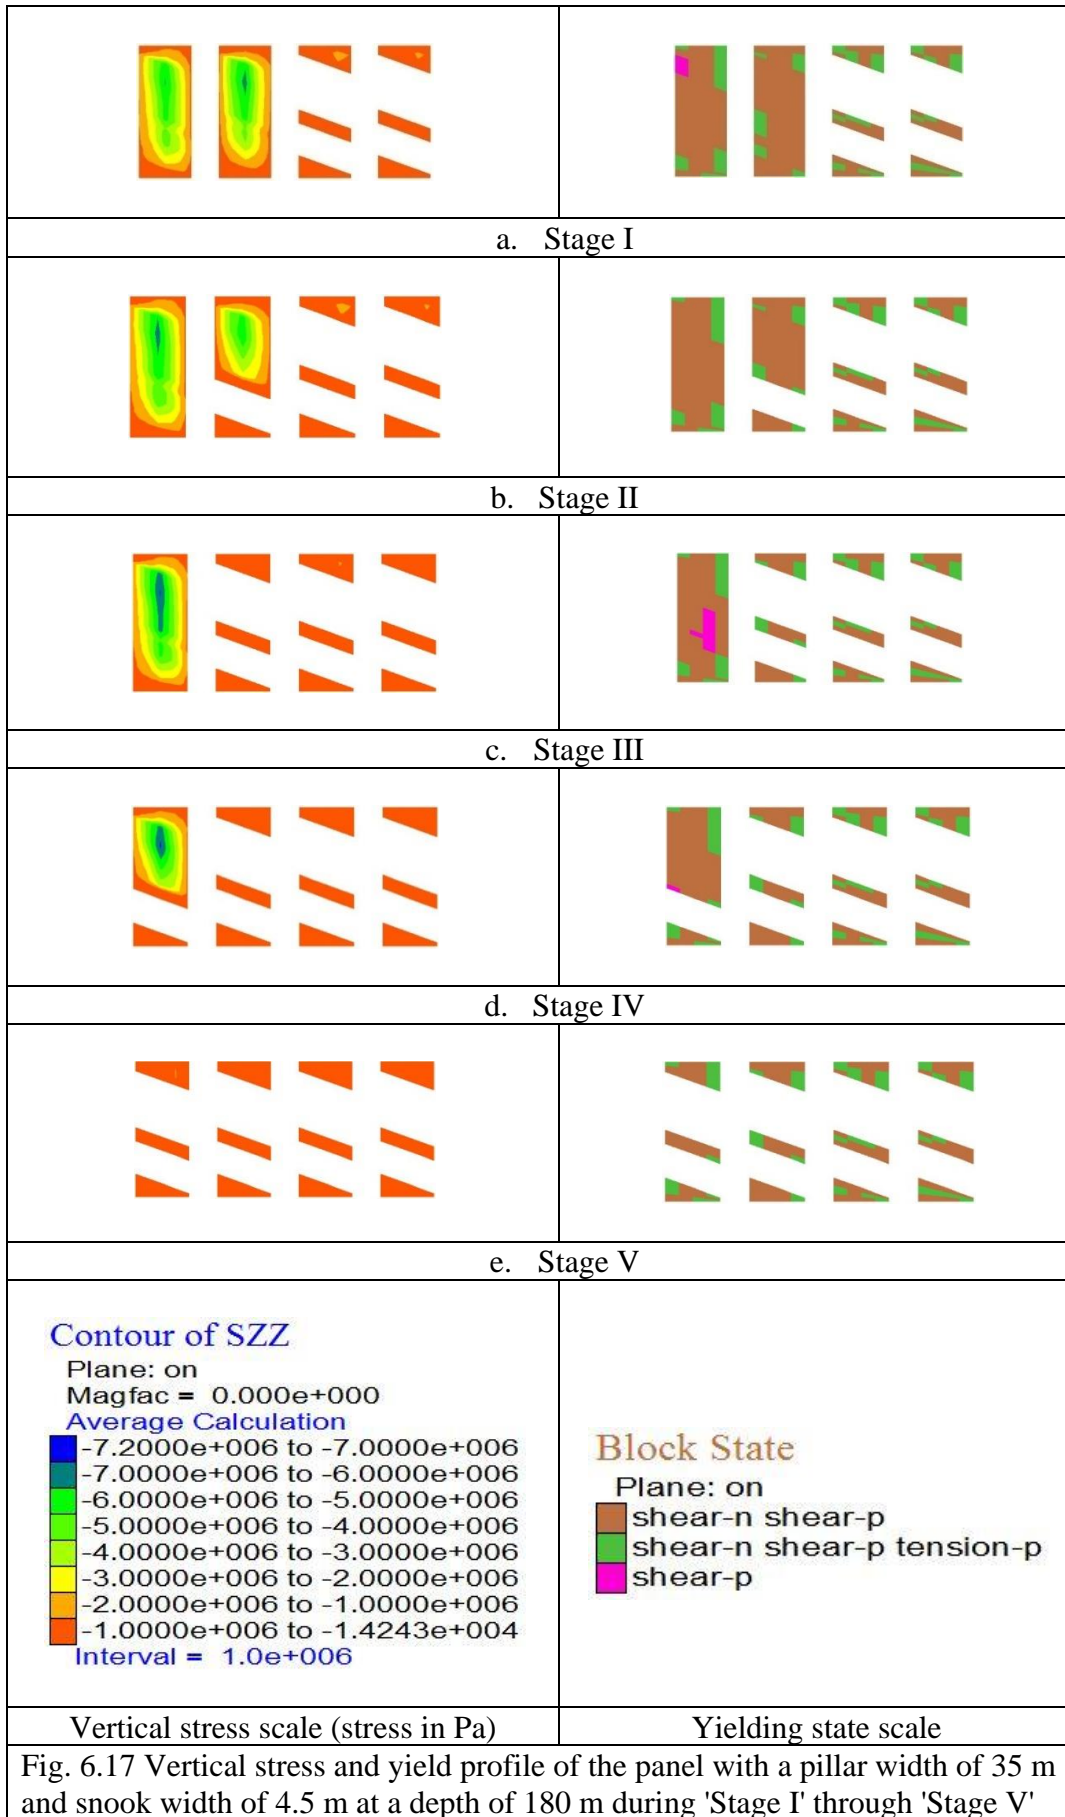 a. Stage I
b. Stage II
c. Stage III
d. Stage IV
e. Stage V
Contour of SZZ
Plane: on
Magfac = 0.000e+000
Average Calculation
-7.2000e+006 to -7.0000e+006
-7.0000e+006 to -6.0000e+006
-6.0000e+006 to -5.0000e+006
-5.0000e+006 to -4.0000e+006
-4.0000e+006 to -3.0000e+006
-3.0000e+006 to -2.0000e+006
-2.0000e+006 to -1.0000e+006
-1.0000e+006 to -1.4243e+004
Interval = 1.0e+006
Block State
Plane: on
shear-n shear-p
shear-n shear-p tension-p
shear-p
Vertical stress scale (stress in Pa)
Yielding state scale
Fig. 6.17 Vertical stress and yield profile of the panel with a pillar width of 35 m
and snook width of 4.5 m at a depth of 180 m during 'Stage I' through 'Stage V'